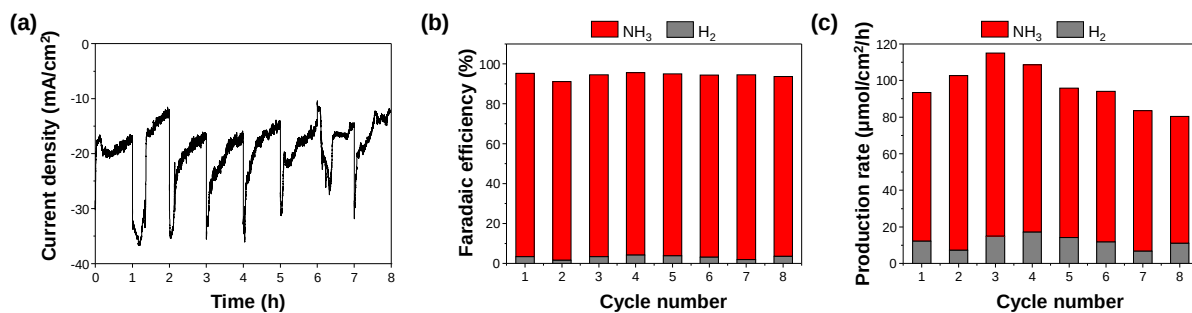 (a)
Current density (mA/cm²)
0
-10
-20
-30
-40
0 1 2 3 4 5 6 7 8
Time (h)
(b)
NH₃ H₂
Faradaic efficiency (%)
100
80
60
40
20
0
1 2 3 4 5 6 7 8
Cycle number
(c)
NH₃ H₂
Production rate (μmol/cm²/h)
120
100
80
60
40
20
0
1 2 3 4 5 6 7 8
Cycle number